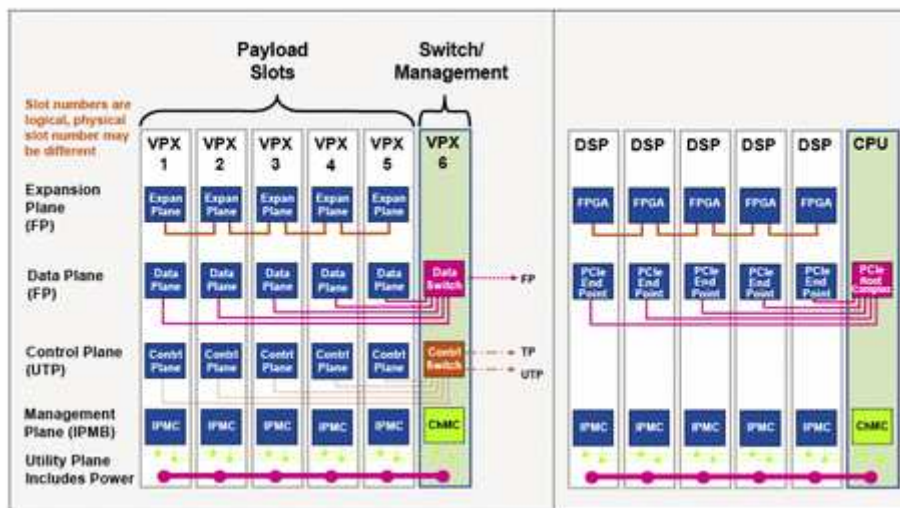 Payload
Slots
Switch/
Management
Slot numbers are
logical, physical
slot number may
be different
VPX
1
VPX
2
VPX
3
VPX
4
VPX
5
VPX
6
DSP DSP DSP DSP DSP CPU
Expansion
Plane
(FP)
Expan
Plane
Expan
Plane
Expan
Plane
Expan
Plane
Expan
Plane
FPGA FPGA FPGA FPGA FPGA
Data Plane
(FP)
Data
Plane
Data
Plane
Data
Plane
Data
Plane
Data
Plane
Data
Switch
FP
PCIe
End
Point
PCIe
End
Point
PCIe
End
Point
PCIe
End
Point
PCIe
End
Point
PCIe
Root
Complex
Control Plane
(UTP)
Contrl
Plane
Contrl
Plane
Contrl
Plane
Contrl
Plane
Contrl
Plane
Contrl
Switch
TP
UTP
Management
Plane (IPMB)
IPMC IPMC IPMC IPMC IPMC ChMC
IPMC IPMC IPMC IPMC IPMC ChMC
Utility Plane
Includes Power